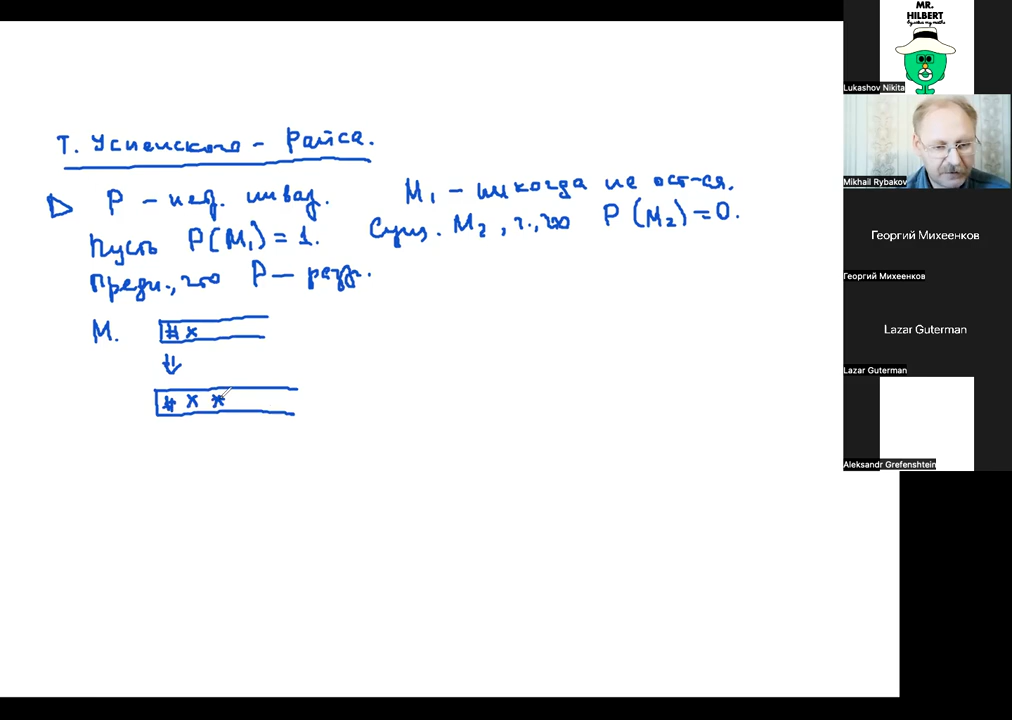 Т. Успенского - Райса.
▷ P - нед. инвар.
M₁ - никогда не ост-ся.
Пусть P(M₁) = 1.
Сущ. M₂, ч., что P(M₂) = 0.
Предп., что P - разр.
M.
# x
⇓
# x *
MR.
HILBERT
Lukashov Nikita
Mikhail Rybakov
Георгий Михеенков
Георгий Михеенков
Lazar Guterman
Lazar Guterman
Aleksandr Grefenshtein